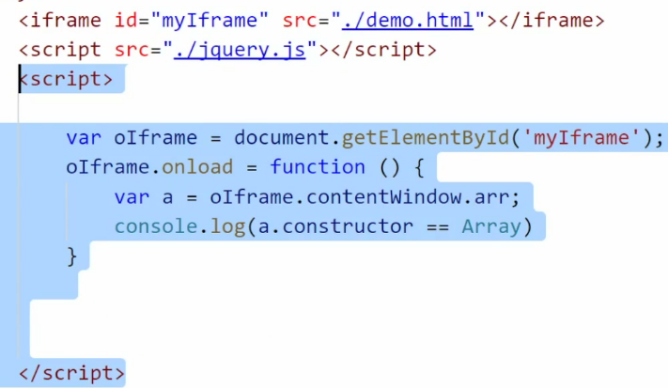 <iframe id="myIframe" src="./demo.html"></iframe>
<script src="./jquery.js"></script>
<script>
var oIframe = document.getElementById('myIframe');
oIframe.onload = function () {
var a = oIframe.contentWindow.arr;
console.log(a.constructor == Array)
}
</script>